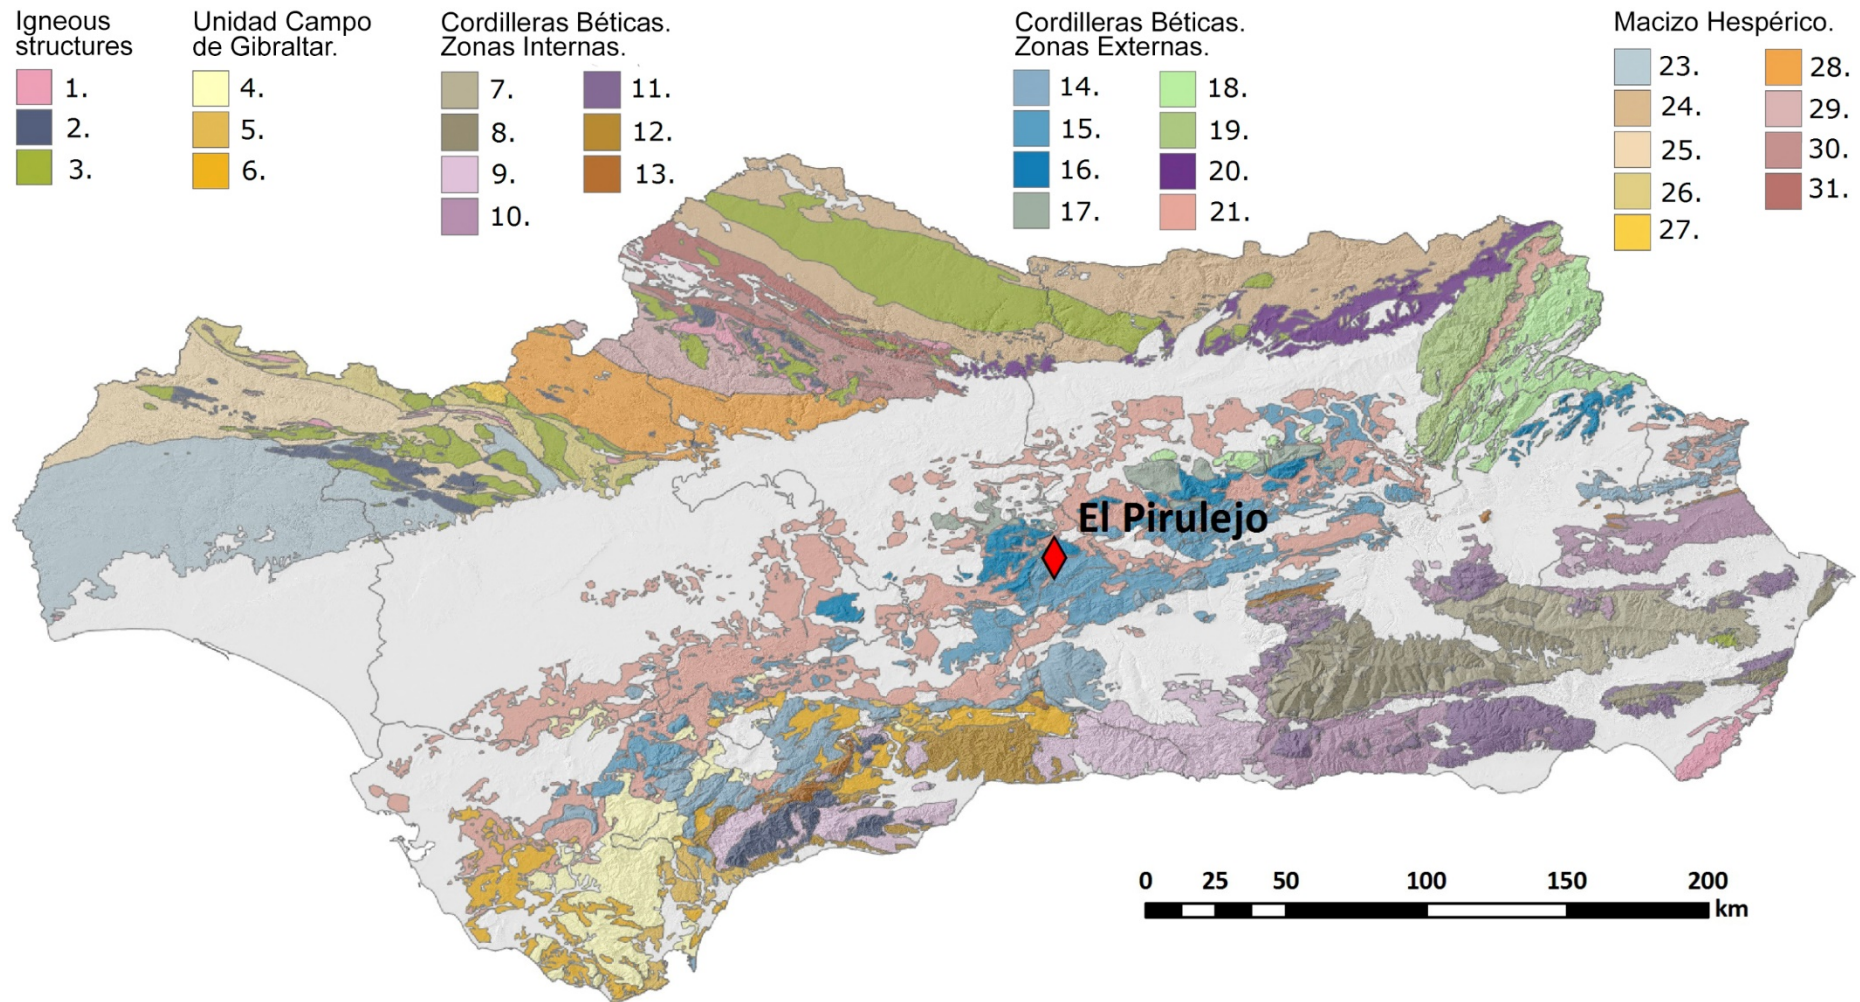 Igneous
structures
1.
2.
3.
Unidad Campo
de Gibraltar.
4.
5.
6.
Cordilleras Béticas.
Zonas Internas.
7.
8.
9.
10.
11.
12.
13.
Cordilleras Béticas.
Zonas Externas.
14.
15.
16.
17.
18.
19.
20.
21.
Macizo Hespérico.
23.
24.
25.
26.
27.
28.
29.
30.
31.
El Pirulejo
0 25 50 100 150 200
km